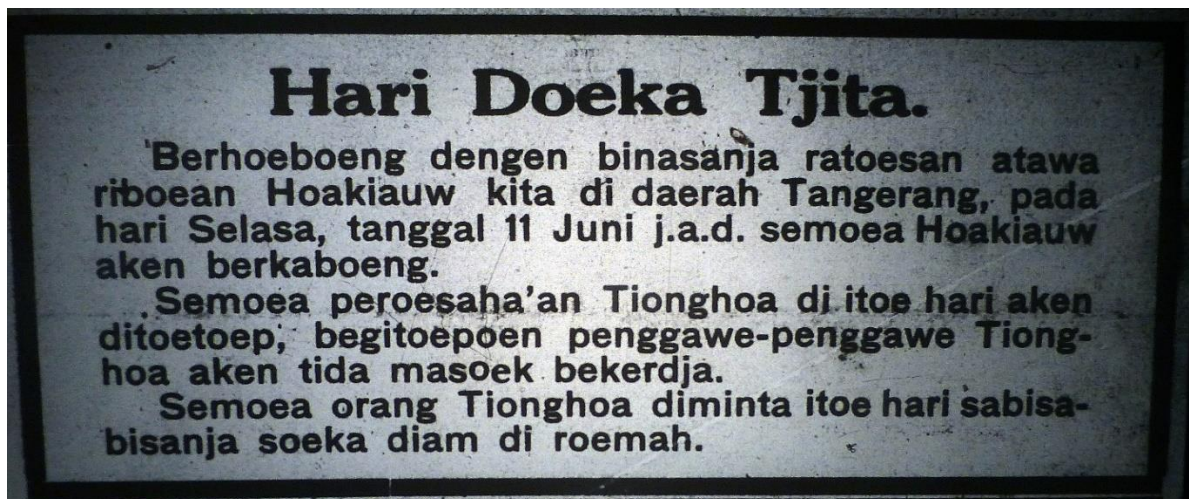 Hari Doeka Tjita.
Berhoeboeng dengen binasanja ratoesan atawa
riboean Hoakiauw kita di daerah Tangerang, pada
hari Selasa, tanggal 11 Juni j.a.d. semoea Hoakiauw
aken berkaboeng.
Semoea peroesaha'an Tionghoa di itoe hari aken
ditoetoep, begitoepoen penggawe-penggawe Tiong-
hoa aken tida masoek bekerdja.
Semoea orang Tionghoa diminta itoe hari sabisa-
bisanja soeka diam di roemah.